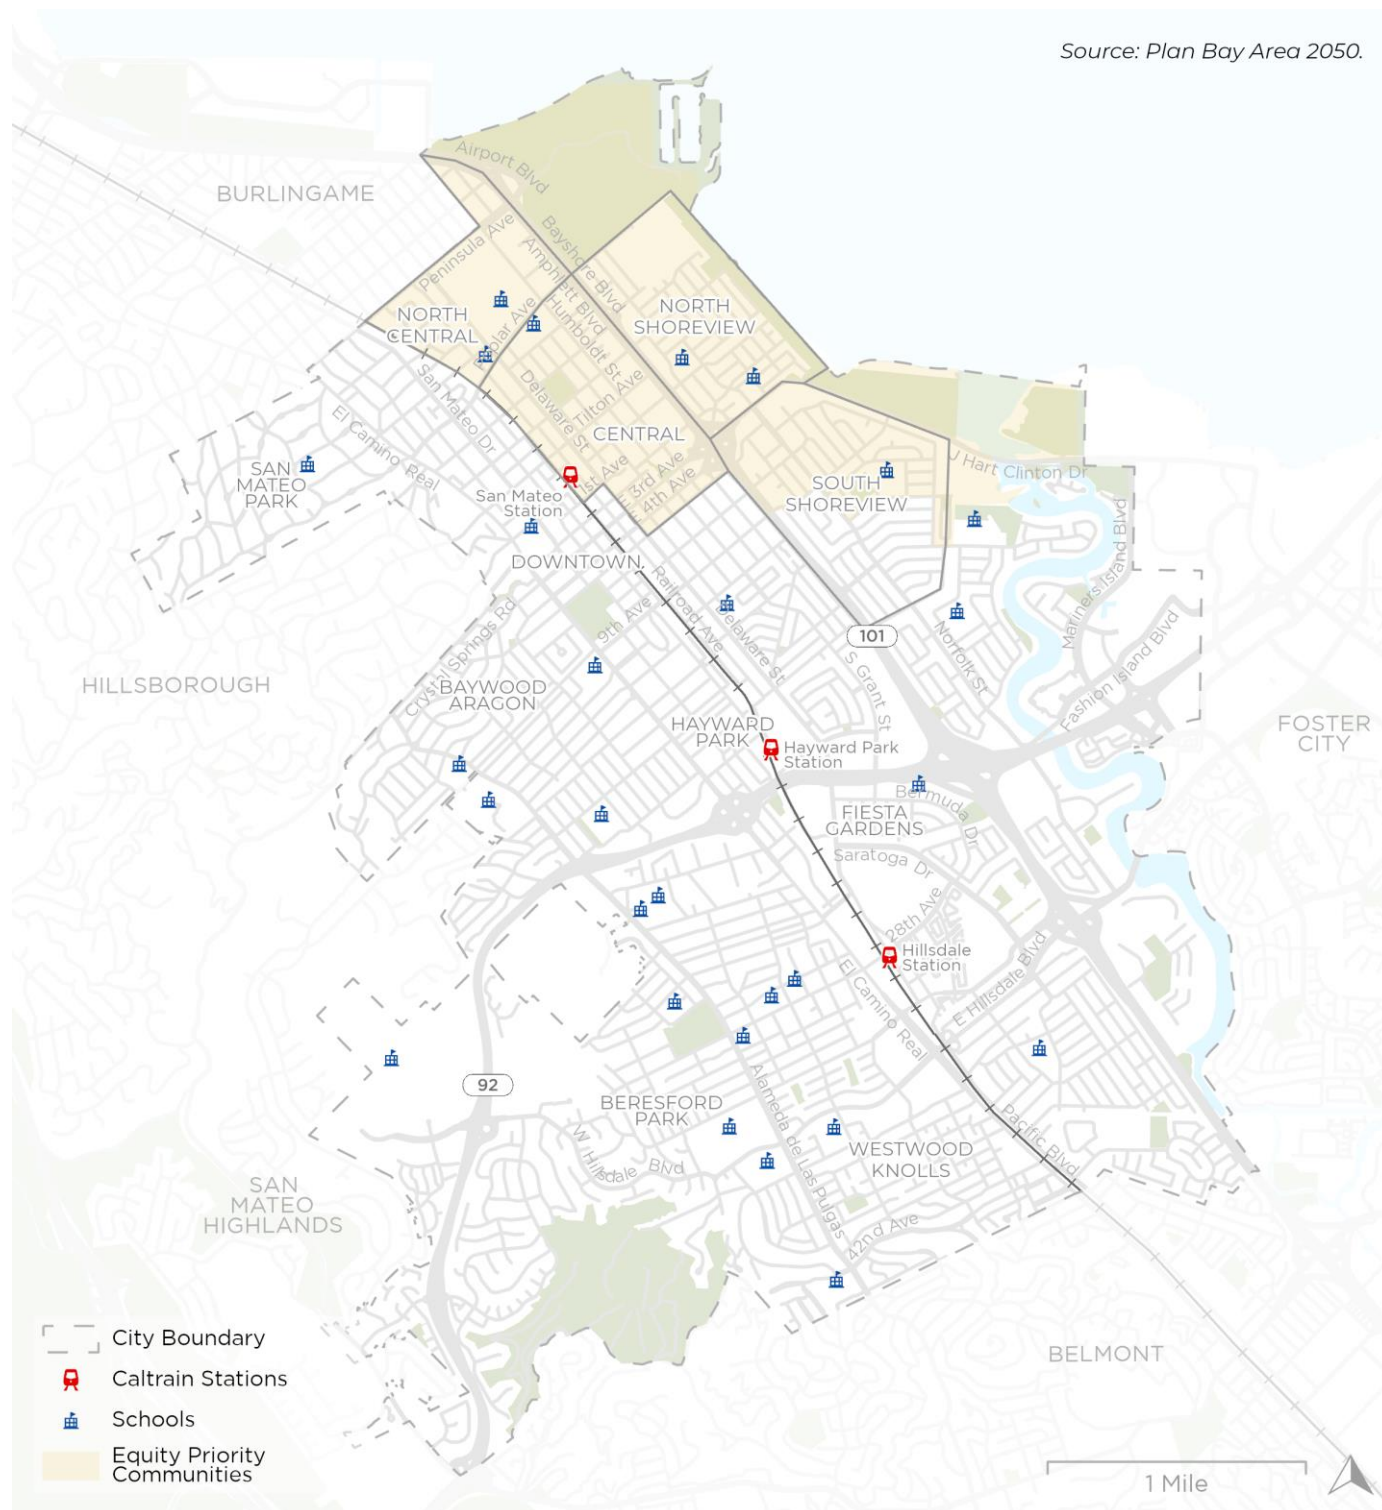 Source: Plan Bay Area 2050.
Airport Blvd
BURLINGAME
Peninsula Ave
Bayshore Blvd
Amphlett Blvd
Humboldt St
NORTH
CENTRAL
NORTH
SHOREVIEW
Delaware St
Tilton Ave
San Mateo Dr
El Camino Real
CENTRAL
3rd Ave
4th Ave
SAN
MATEO
PARK
San Mateo
Station
J Hart Clinton Dr
SOUTH
SHOREVIEW
DOWNTOWN
Mariners Island Blvd
Railroad Ave
9th Ave
Delaware St
101
Norfolk St
S Grant St
Fashion Island Blvd
Crystal Springs Rd
HILLSBOROUGH
BAYWOOD
ARAGON
HAYWARD
PARK
Hayward Park
Station
FOSTER
CITY
Bermuda Dr
FIESTA
GARDENS
Saratoga Dr
28th Ave
Hillsdale
Station
E Hillsdale Blvd
El Camino Real
92
Alameda de Las Pulgas
BERESFORD
PARK
W Hillsdale Blvd
Pacific Blvd
WESTWOOD
KNOLLS
SAN
MATEO
HIGHLANDS
42nd Ave
BELMONT
City Boundary
Caltrain Stations
Schools
Equity Priority
Communities
1 Mile